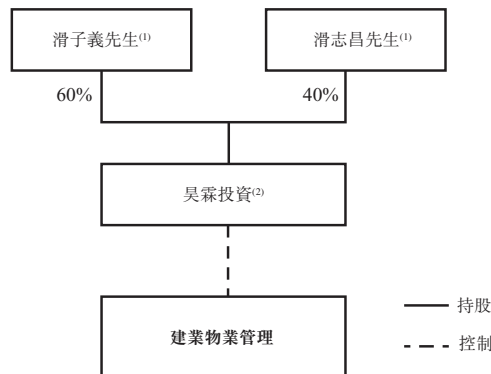 滑子義先生(1)
滑志昌先生(1)
60%
40%
昊霖投資(2)
建業物業管理
持股
控制